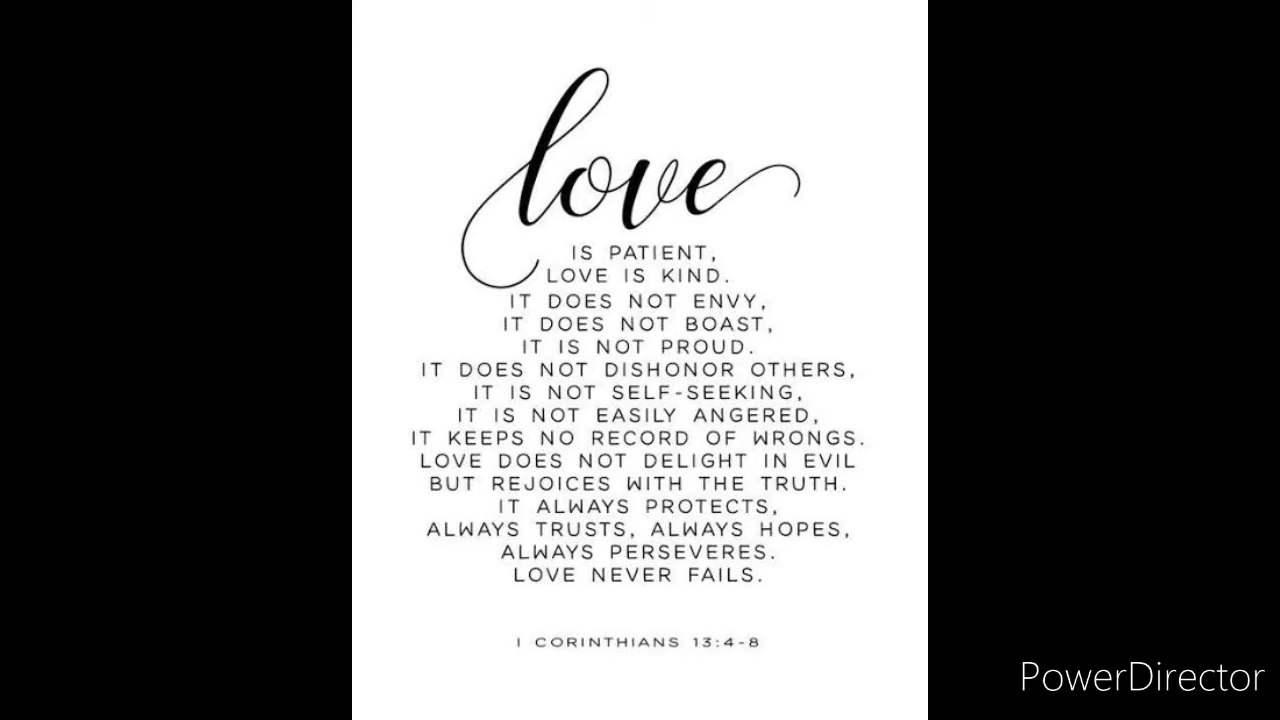 love
IS PATIENT,
LOVE IS KIND.
IT DOES NOT ENVY,
IT DOES NOT BOAST,
IT IS NOT PROUD.
IT DOES NOT DISHONOR OTHERS,
IT IS NOT SELF-SEEKING,
IT IS NOT EASILY ANGERED,
IT KEEPS NO RECORD OF WRONGS.
LOVE DOES NOT DELIGHT IN EVIL
BUT REJOICES WITH THE TRUTH.
IT ALWAYS PROTECTS,
ALWAYS TRUSTS, ALWAYS HOPES,
ALWAYS PERSEVERES.
LOVE NEVER FAILS.
1 CORINTHIANS 13:4-8
PowerDirector